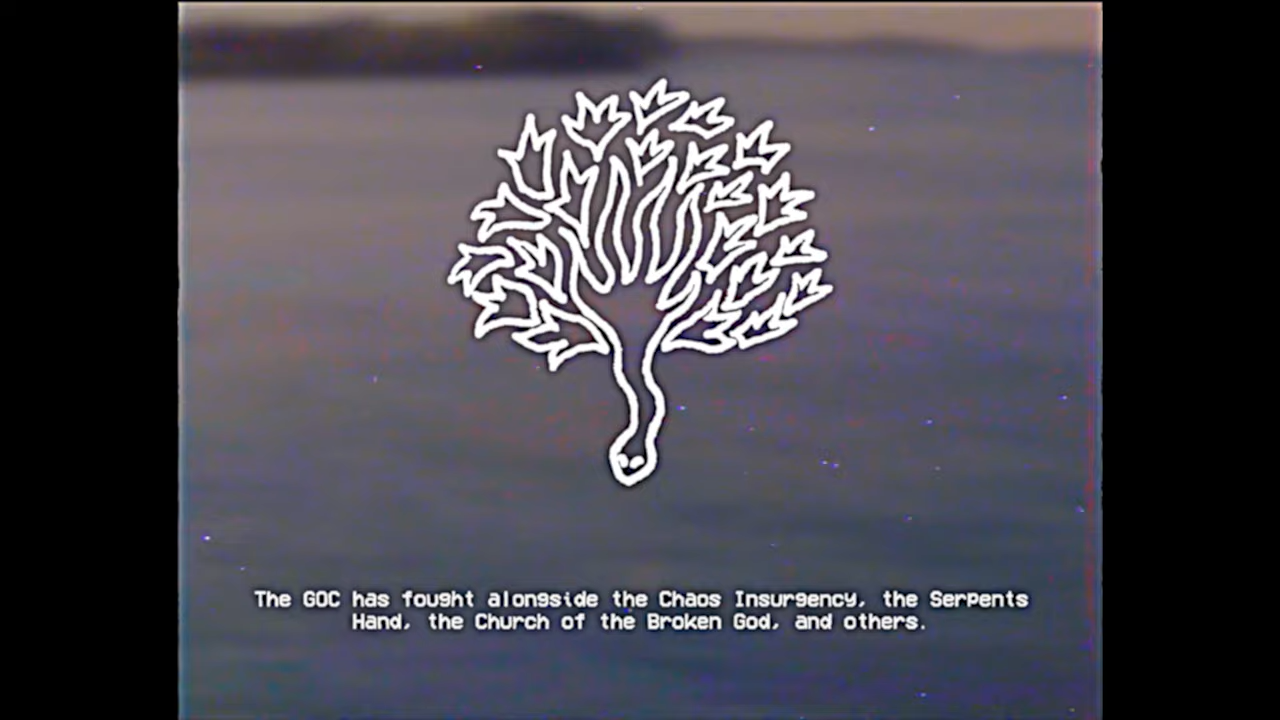 The GOC has fought alongside the Chaos Insurgency, the Serpents
Hand, the Church of the Broken God, and others.